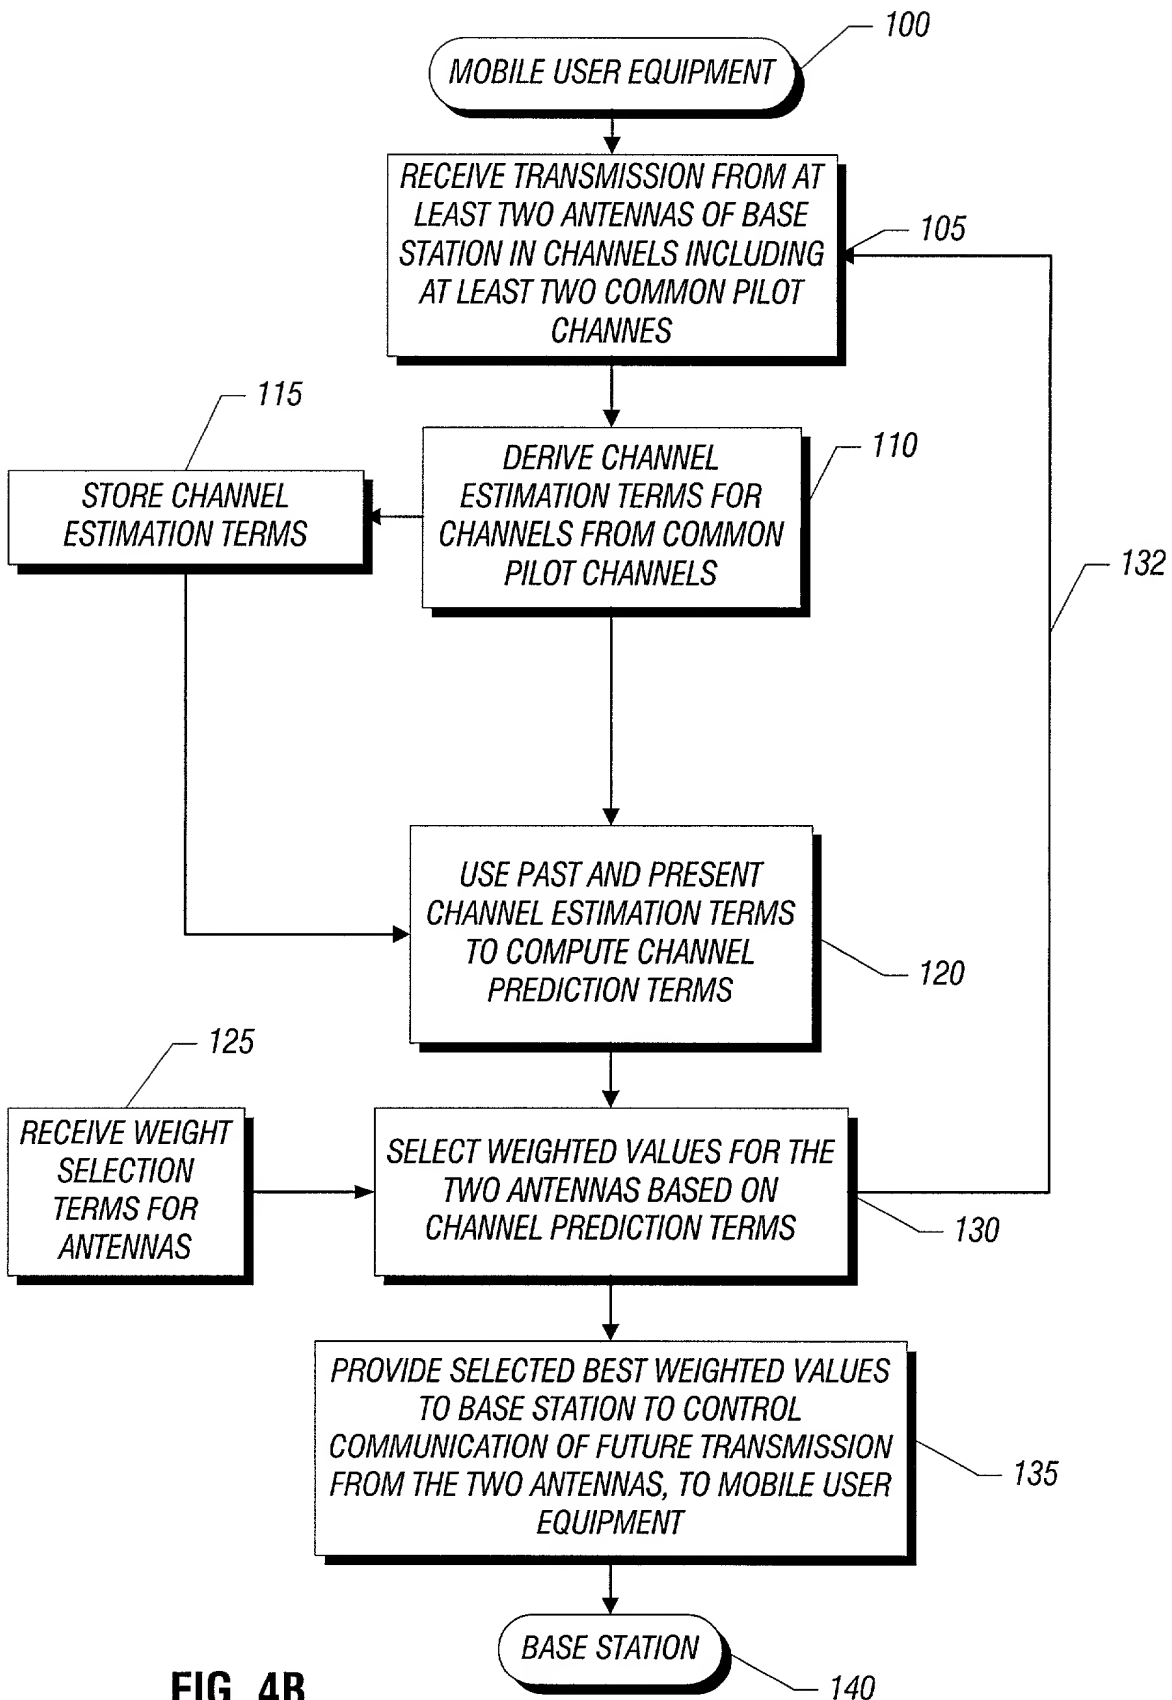 100
MOBILE USER EQUIPMENT
RECEIVE TRANSMISSION FROM AT
LEAST TWO ANTENNAS OF BASE
STATION IN CHANNELS INCLUDING
AT LEAST TWO COMMON PILOT
CHANNES
105
115
STORE CHANNEL
ESTIMATION TERMS
DERIVE CHANNEL
ESTIMATION TERMS FOR
CHANNELS FROM COMMON
PILOT CHANNELS
110
132
USE PAST AND PRESENT
CHANNEL ESTIMATION TERMS
TO COMPUTE CHANNEL
PREDICTION TERMS
120
125
RECEIVE WEIGHT
SELECTION
TERMS FOR
ANTENNAS
SELECT WEIGHTED VALUES FOR THE
TWO ANTENNAS BASED ON
CHANNEL PREDICTION TERMS
130
PROVIDE SELECTED BEST WEIGHTED VALUES
TO BASE STATION TO CONTROL
COMMUNICATION OF FUTURE TRANSMISSION
FROM THE TWO ANTENNAS, TO MOBILE USER
EQUIPMENT
135
BASE STATION
140
FIG. 4B